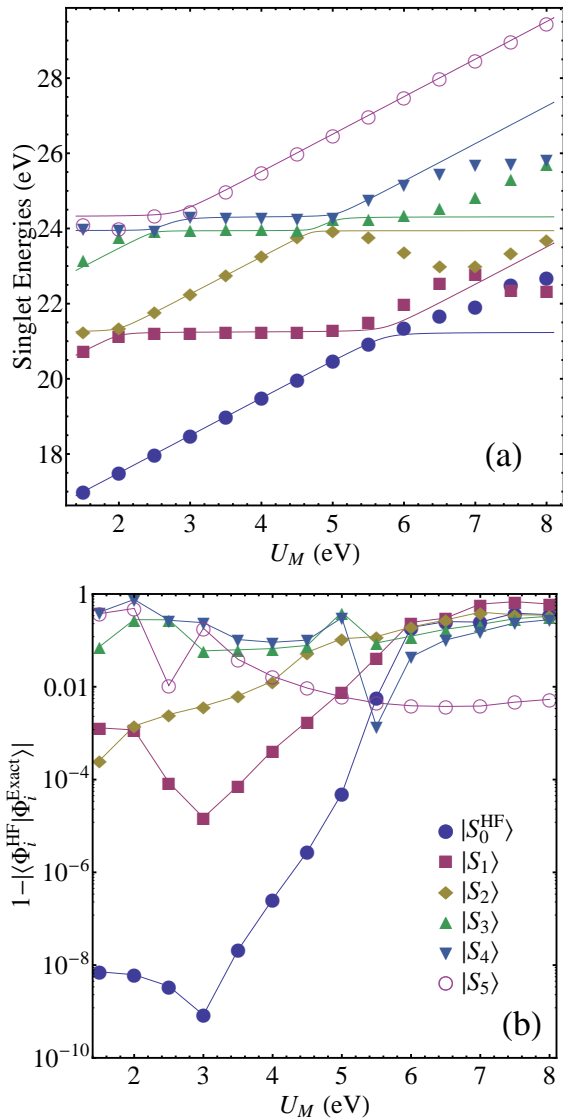 28
26
24
22
20
18
Singlet Energies (eV)
(a)
2 3 4 5 6 7 8
U_M (eV)
1
0.01
10^−4
10^−6
10^−8
10^−10
1−|⟨Φ_i^HF|Φ_i^Exact⟩|
|S_0^HF⟩
|S_1⟩
|S_2⟩
|S_3⟩
|S_4⟩
|S_5⟩
(b)
2 3 4 5 6 7 8
U_M (eV)